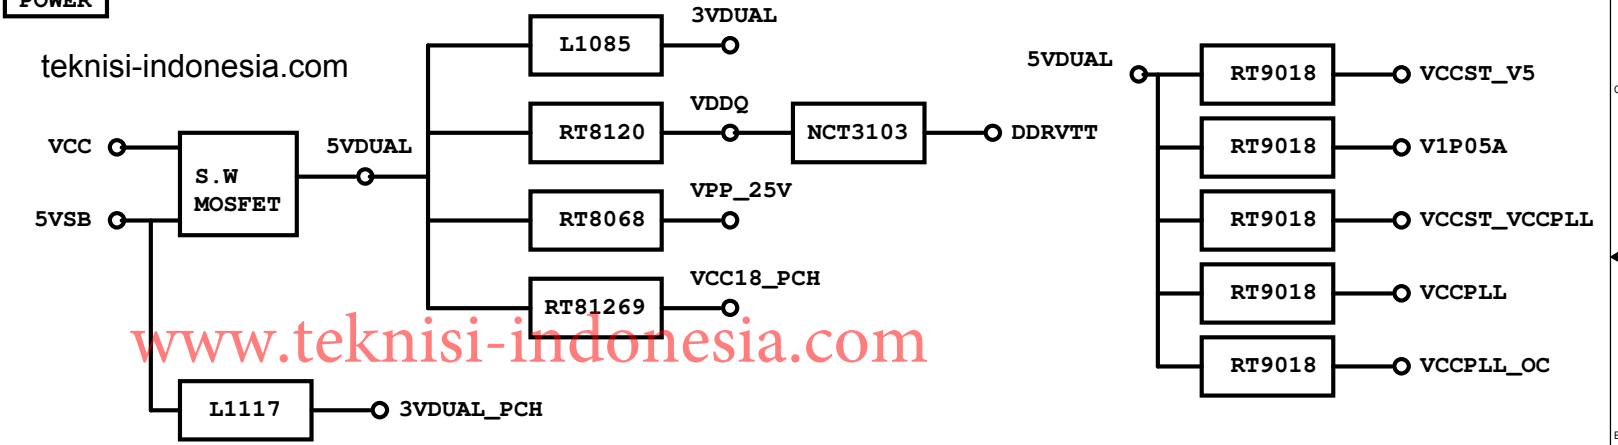 POWER
teknisi-indonesia.com
VCC
5VSB
S.W
MOSFET
5VDUAL
L1085
3VDUAL
RT8120
VDDQ
NCT3103
DDRVTT
RT8068
VPP_25V
RT81269
VCC18_PCH
www.teknisi-indonesia.com
L1117
3VDUAL_PCH
5VDUAL
RT9018
VCCST_V5
RT9018
V1P05A
RT9018
VCCST_VCCPLL
RT9018
VCCPLL
RT9018
VCCPLL_OC